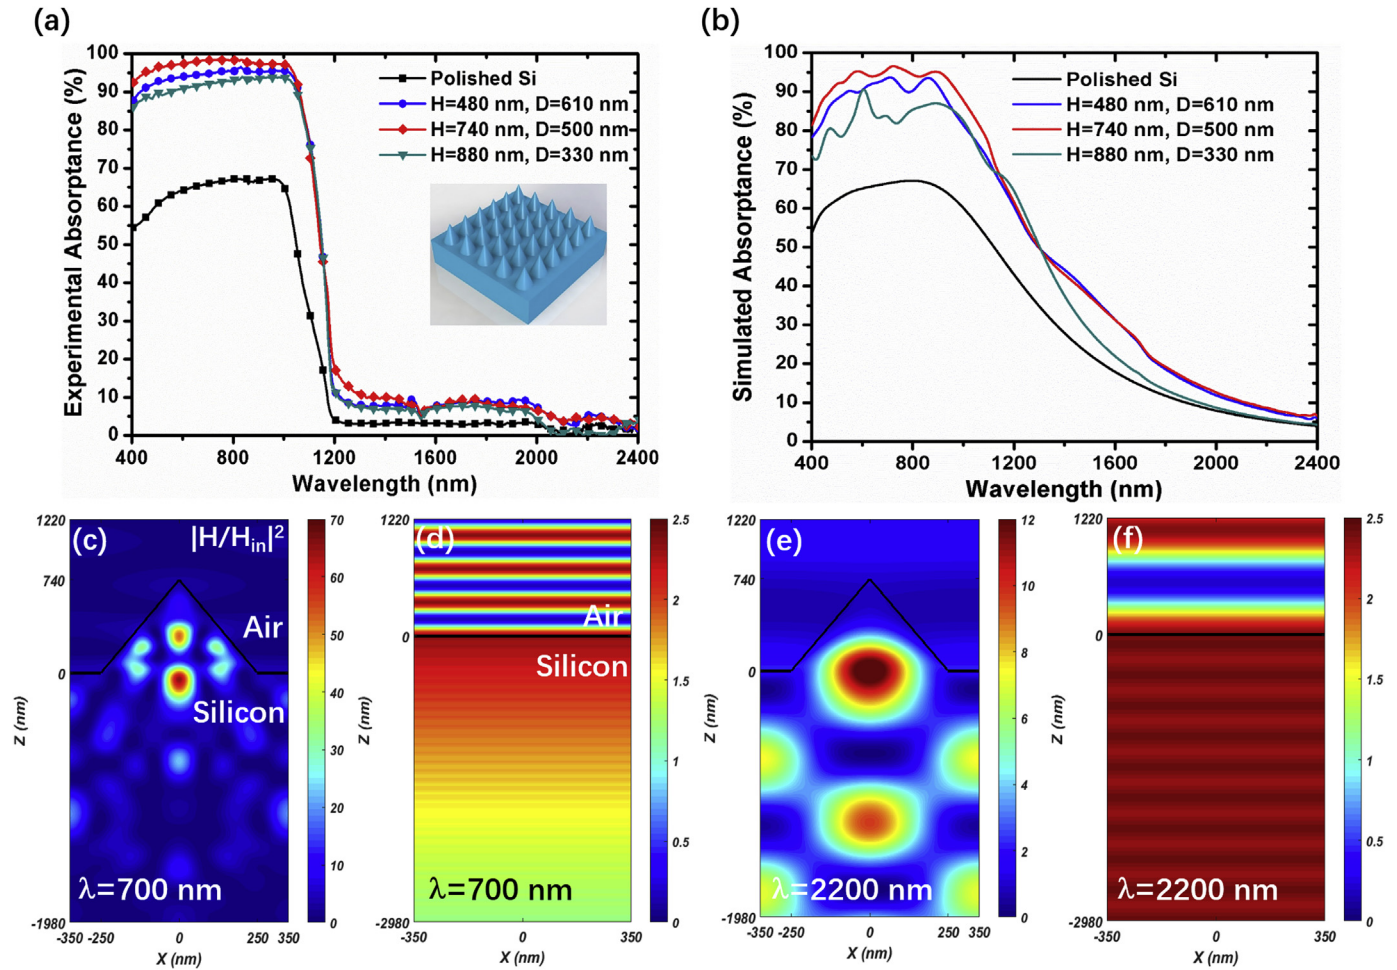 (a)
Experimental Absorptance (%)
100
90
80
70
60
50
40
30
20
10
0
Polished Si
H=480 nm, D=610 nm
H=740 nm, D=500 nm
H=880 nm, D=330 nm
400 800 1200 1600 2000 2400
Wavelength (nm)
(b)
Simulated Absorptance (%)
100
90
80
70
60
50
40
30
20
10
0
Polished Si
H=480 nm, D=610 nm
H=740 nm, D=500 nm
H=880 nm, D=330 nm
400 800 1200 1600 2000 2400
Wavelength (nm)
(c)
|H/Hin|²
Air
Silicon
λ=700 nm
1220
740
0
-1980
Z (nm)
-350 -250 0 250 350
X (nm)
70
60
50
40
30
20
10
0
(d)
Air
Silicon
λ=700 nm
1220
0
-2980
-350 0 350
X (nm)
2.5
2
1.5
1
0.5
0
(e)
λ=2200 nm
1220
740
0
-1980
Z (nm)
-350 -250 0 250 350
X (nm)
12
10
8
6
4
2
0
(f)
λ=2200 nm
1220
0
-2980
Z (nm)
-350 0 350
X (nm)
2.5
2
1.5
1
0.5
0